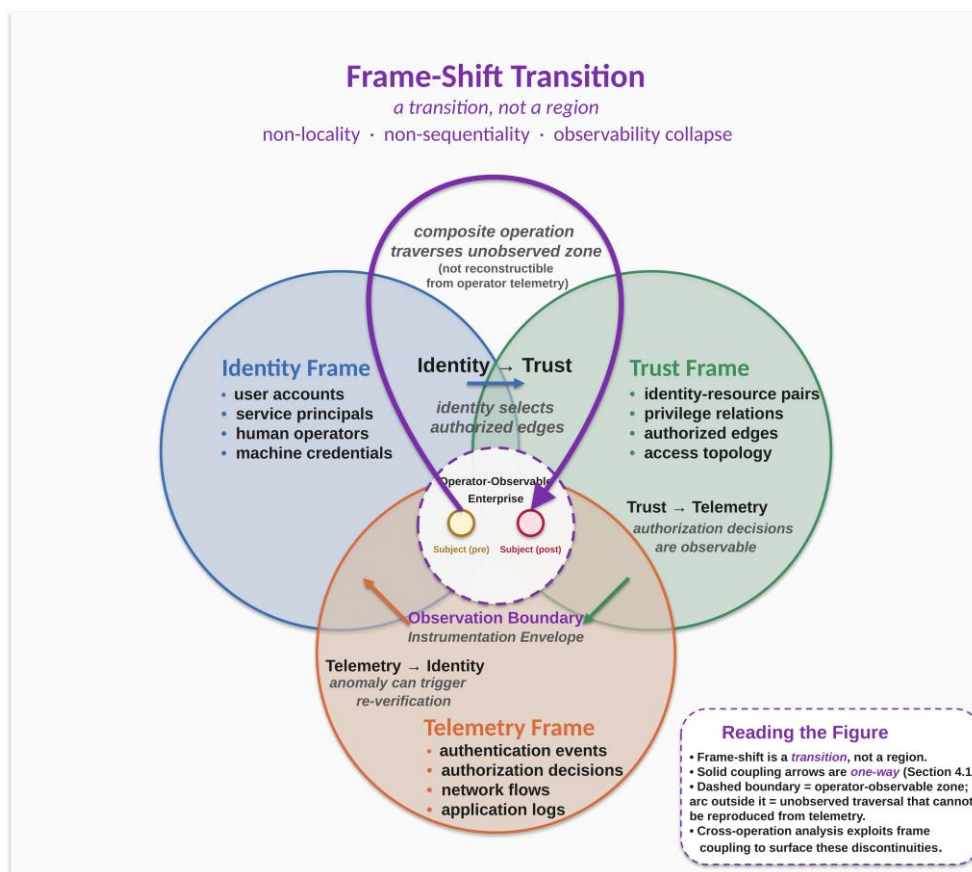 Frame-Shift Transition
a transition, not a region
non-locality · non-sequentiality · observability collapse
composite operation
traverses unobserved zone
(not reconstructible
from operator telemetry)
Identity Frame
• user accounts
• service principals
• human operators
• machine credentials
Identity → Trust
identity selects
authorized edges
Trust Frame
• identity-resource pairs
• privilege relations
• authorized edges
• access topology
Operator-Observable
Enterprise
Subject (pre)
Subject (post)
Trust → Telemetry
authorization decisions
are observable
Observation Boundary
Instrumentation Envelope
Telemetry → Identity
anomaly can trigger
re-verification
Telemetry Frame
• authentication events
• authorization decisions
• network flows
• application logs
Reading the Figure
• Frame-shift is a transition, not a region.
• Solid coupling arrows are one-way (Section 4.1
• Dashed boundary = operator-observable zone;
arc outside it = unobserved traversal that cannot
be reproduced from telemetry.
• Cross-operation analysis exploits frame
coupling to surface these discontinuities.